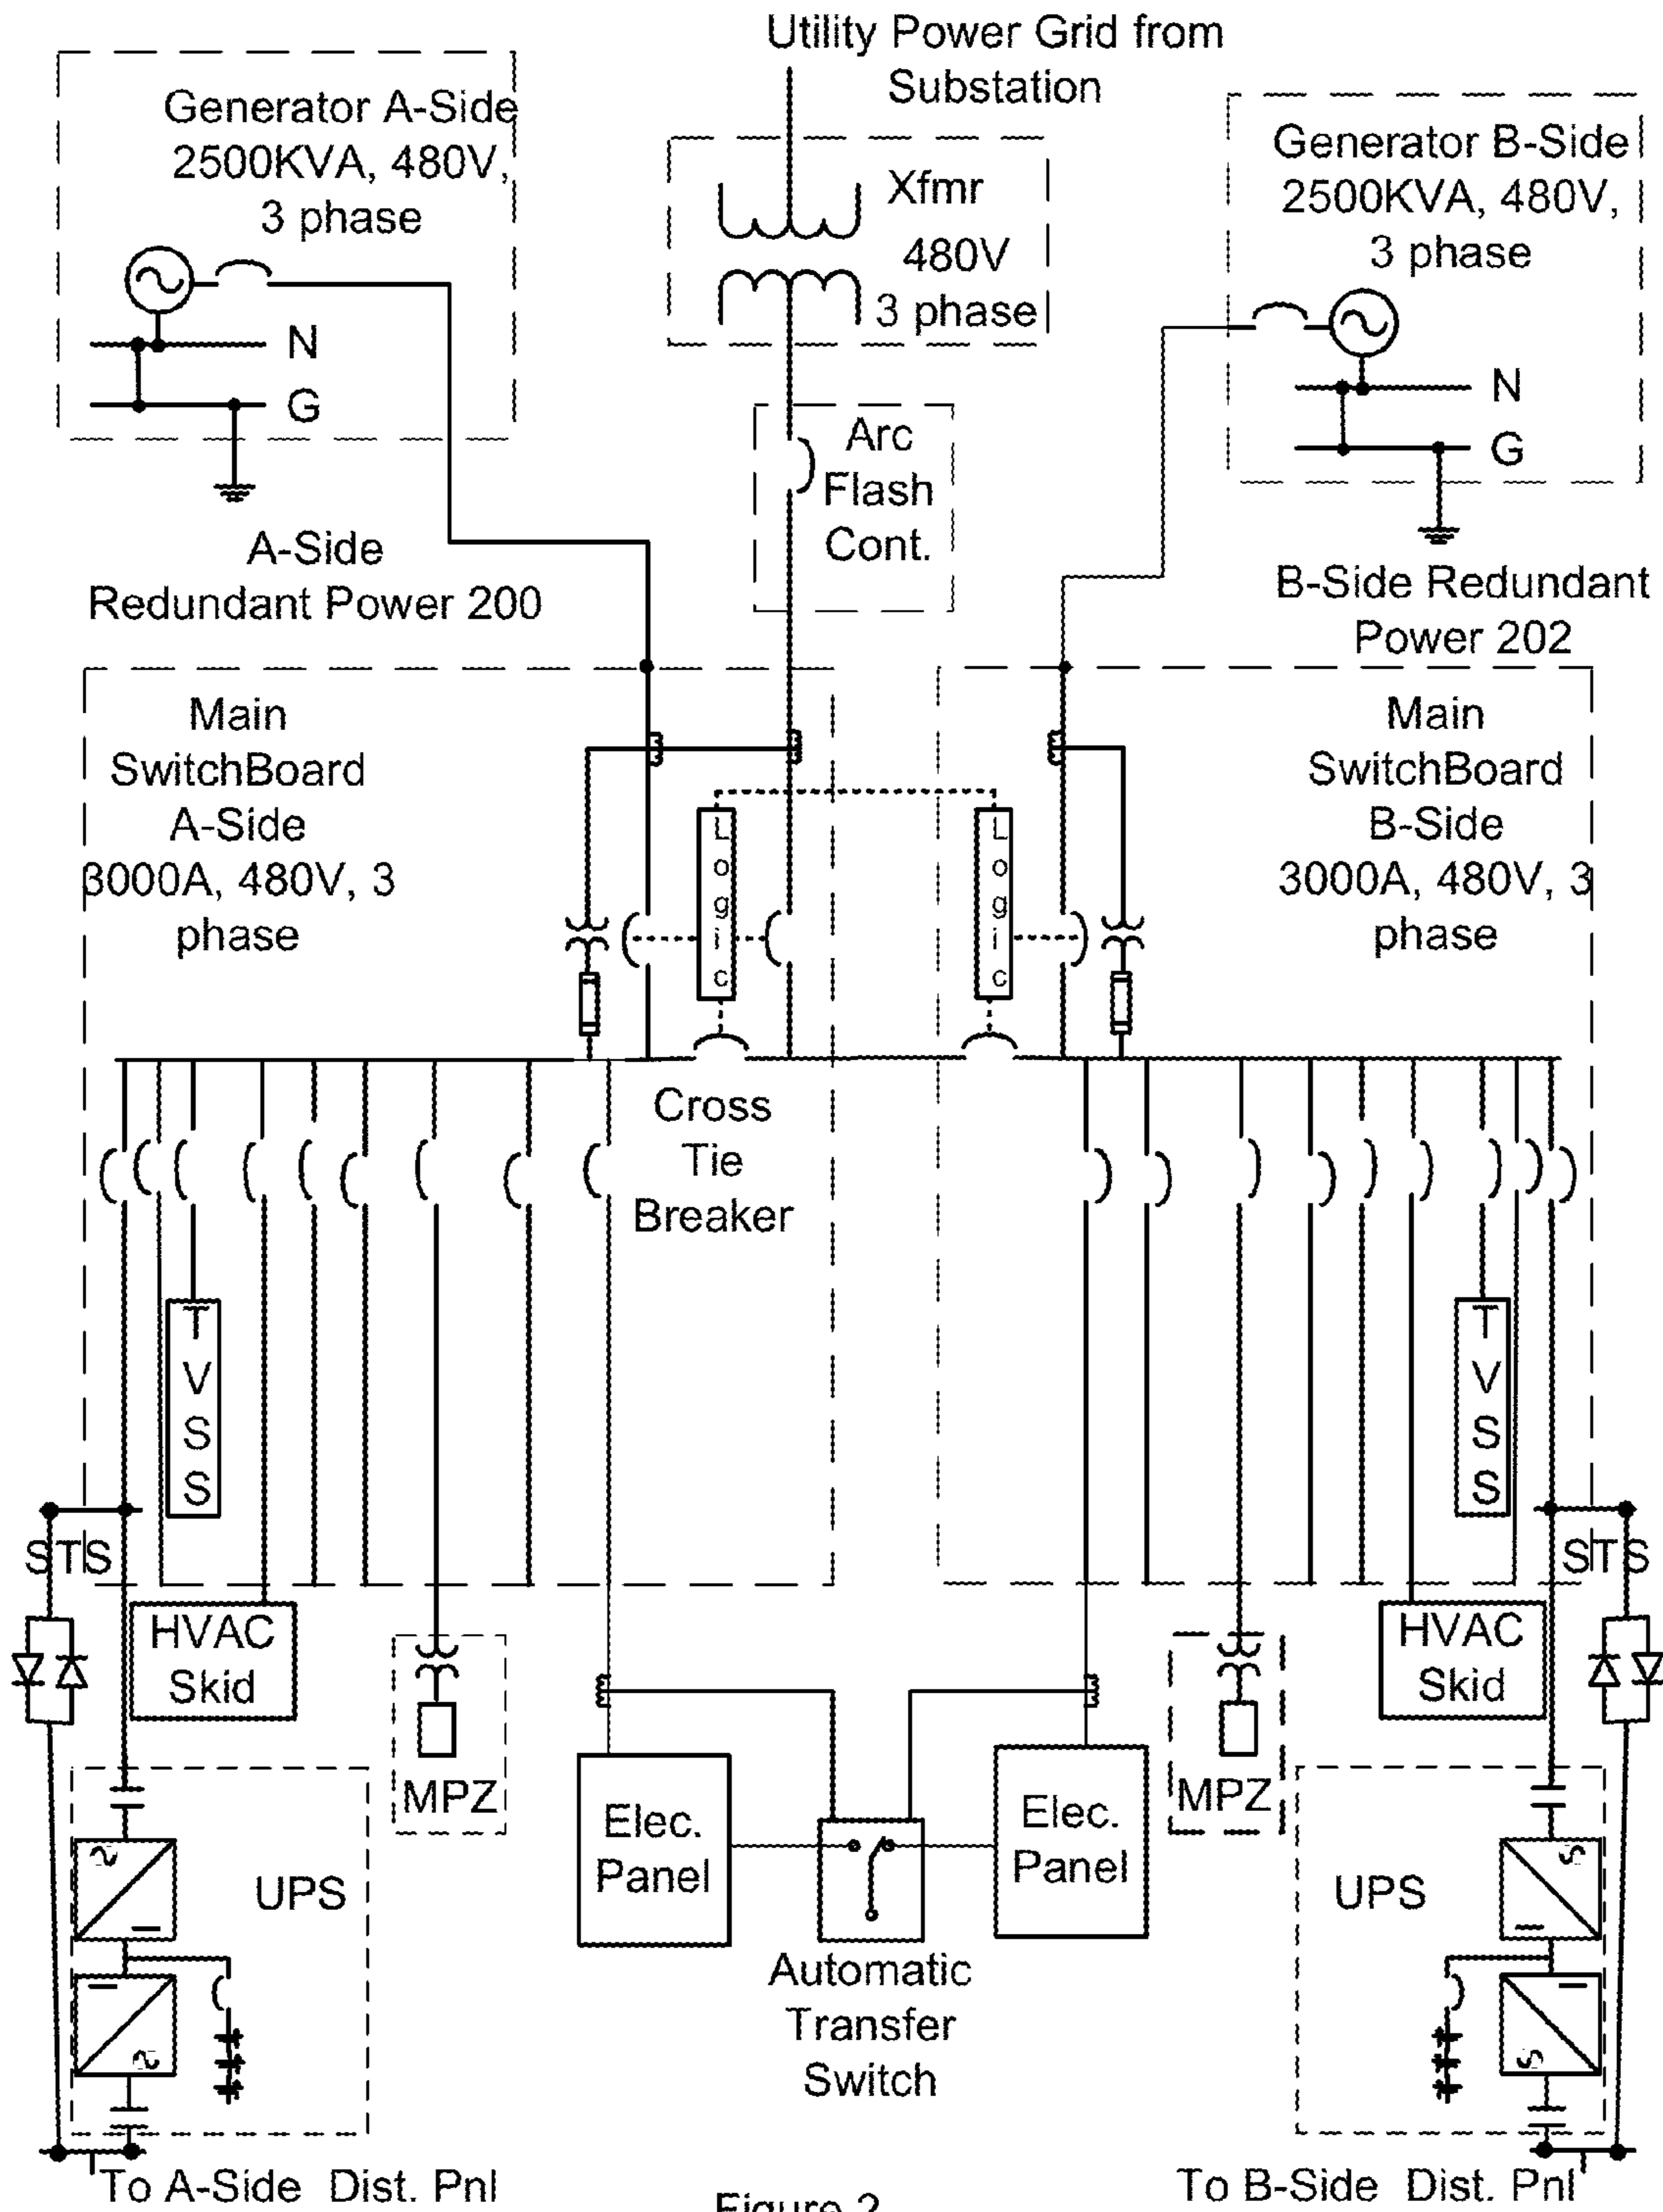 Utility Power Grid from
Substation
Generator A-Side
2500KVA, 480V,
3 phase
N
G
Xfmr
480V
3 phase
Generator B-Side
2500KVA, 480V,
3 phase
N
G
Arc
Flash
Cont.
A-Side
Redundant Power 200
B-Side Redundant
Power 202
Main
SwitchBoard
A-Side
3000A, 480V, 3
phase
Logic
Logic
Main
SwitchBoard
B-Side
3000A, 480V, 3
phase
Cross
Tie
Breaker
TVSS
TVSS
STS
STS
HVAC
Skid
HVAC
Skid
MPZ
MPZ
Elec.
Panel
Elec.
Panel
UPS
UPS
Automatic
Transfer
Switch
To A-Side Dist. Pnl
To B-Side Dist. Pnl
Figure 2